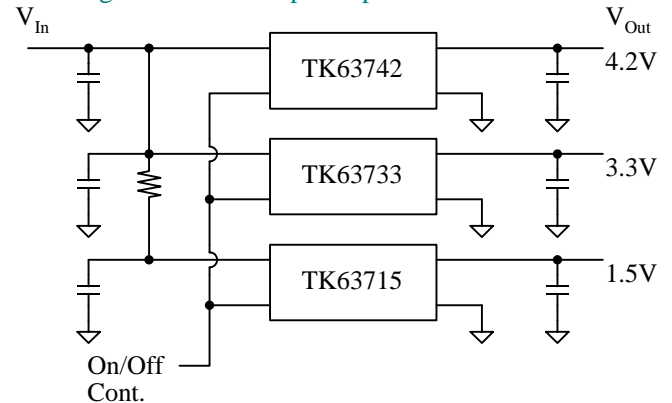 V_In
V_Out
TK63742
4.2V
TK63733
3.3V
TK63715
1.5V
On/Off
Cont.